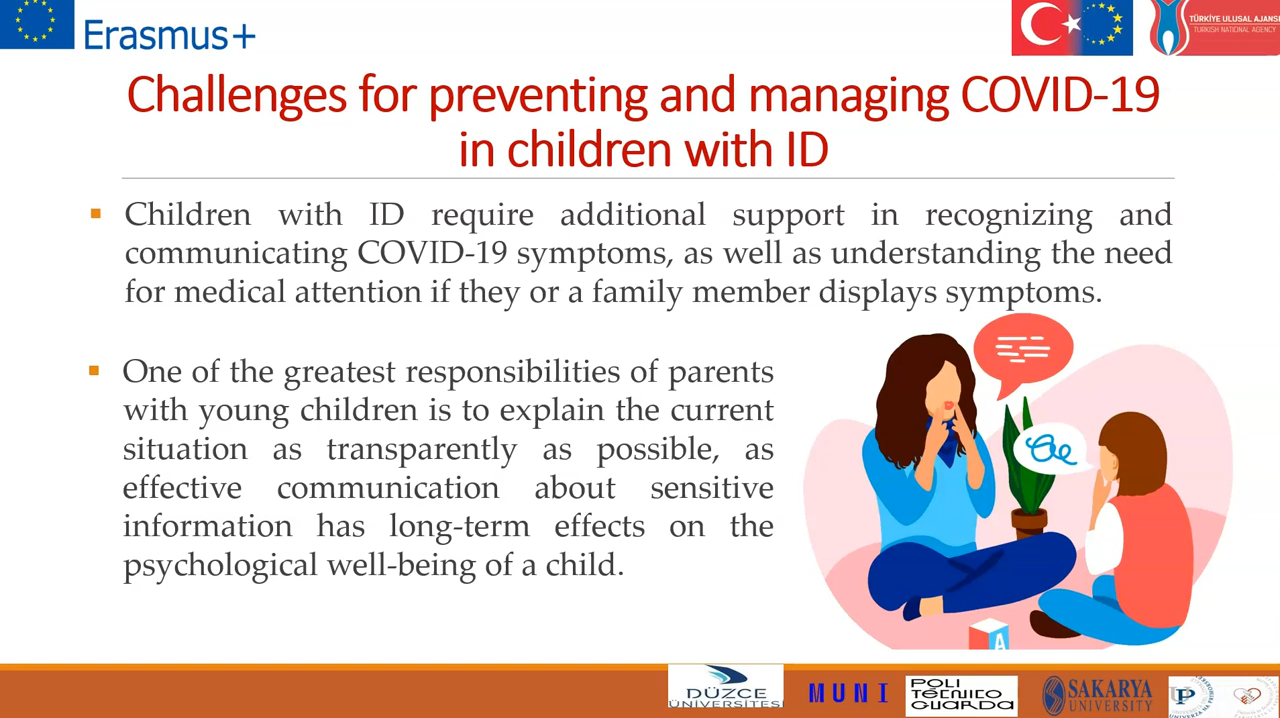 Erasmus+
TÜRKİYE ULUSAL AJANSI
TURKISH NATIONAL AGENCY
Challenges for preventing and managing COVID-19
in children with ID
Children with ID require additional support in recognizing and
communicating COVID-19 symptoms, as well as understanding the need
for medical attention if they or a family member displays symptoms.
One of the greatest responsibilities of parents
with young children is to explain the current
situation as transparently as possible, as
effective communication about sensitive
information has long-term effects on the
psychological well-being of a child.
A
DÜZCE
ÜNİVERSİTESİ
MUNI
POLI
TÉCNICO
GUARDA
SAKARYA
UNIVERSITY
P